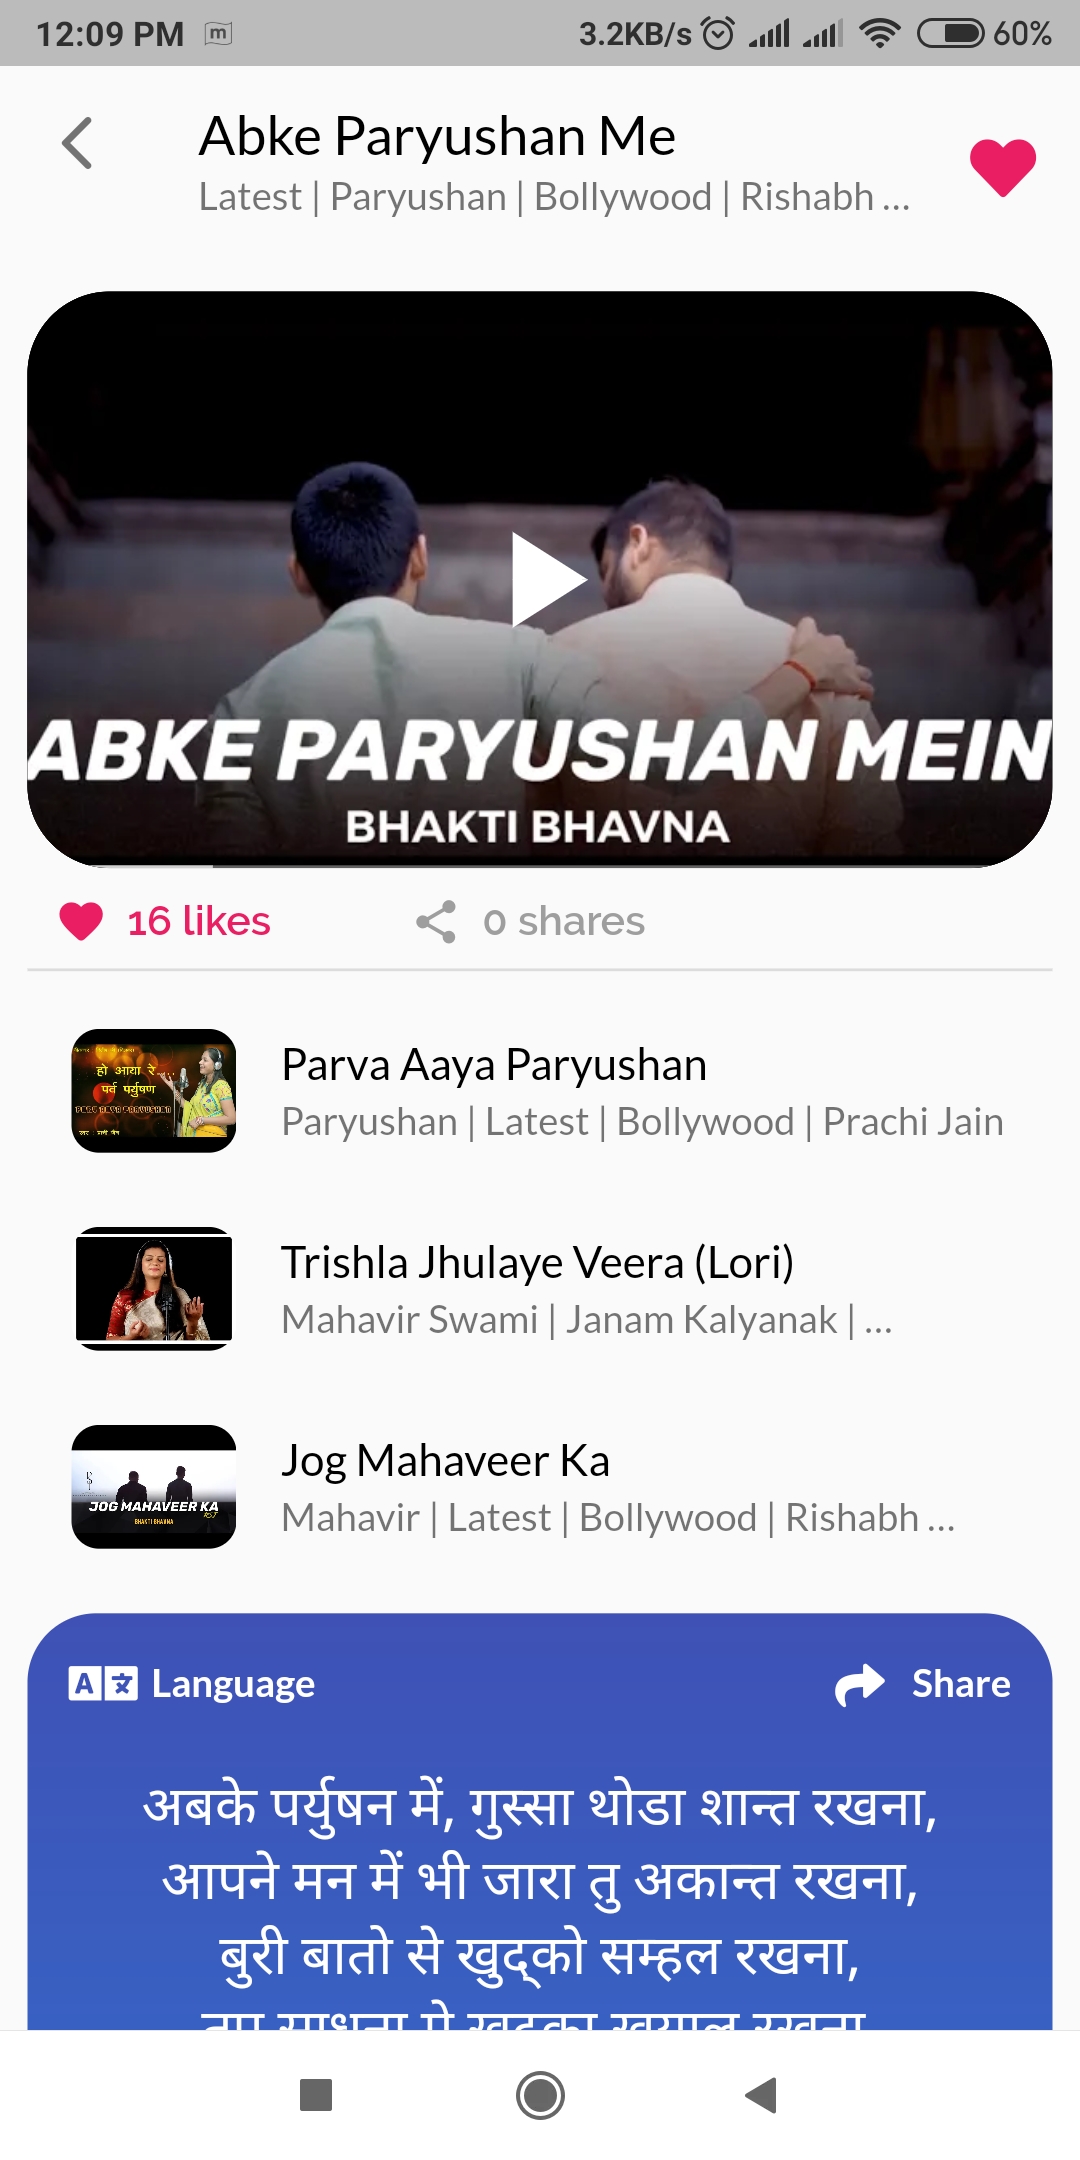 12:09 PM
3.2KB/s
60%
Abke Paryushan Me
Latest | Paryushan | Bollywood | Rishabh ...
ABKE PARYUSHAN MEIN
BHAKTI BHAVNA
16 likes
0 shares
हो आया रे....
पर्व पर्युषण
PARV AAYA PARYUSHAN
Parva Aaya Paryushan
Paryushan | Latest | Bollywood | Prachi Jain
Trishla Jhulaye Veera (Lori)
Mahavir Swami | Janam Kalyanak | ...
JOG MAHAVEER KA
BHAKTI BHAVNA
Jog Mahaveer Ka
Mahavir | Latest | Bollywood | Rishabh ...
Language
Share
अबके पर्युषन में, गुस्सा थोडा शान्त रखना,
आपने मन में भी जारा तु अकान्त रखना,
बुरी बातो से खुद्को सम्हल रखना,